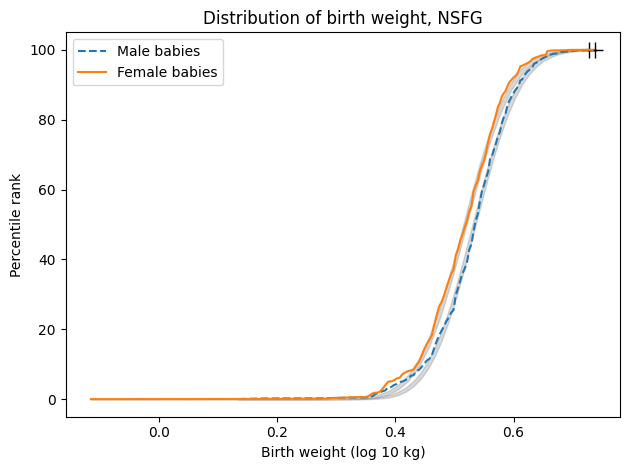 Distribution of birth weight, NSFG
Male babies
Female babies
Percentile rank
100
80
60
40
20
0
0.0 0.2 0.4 0.6
Birth weight (log 10 kg)